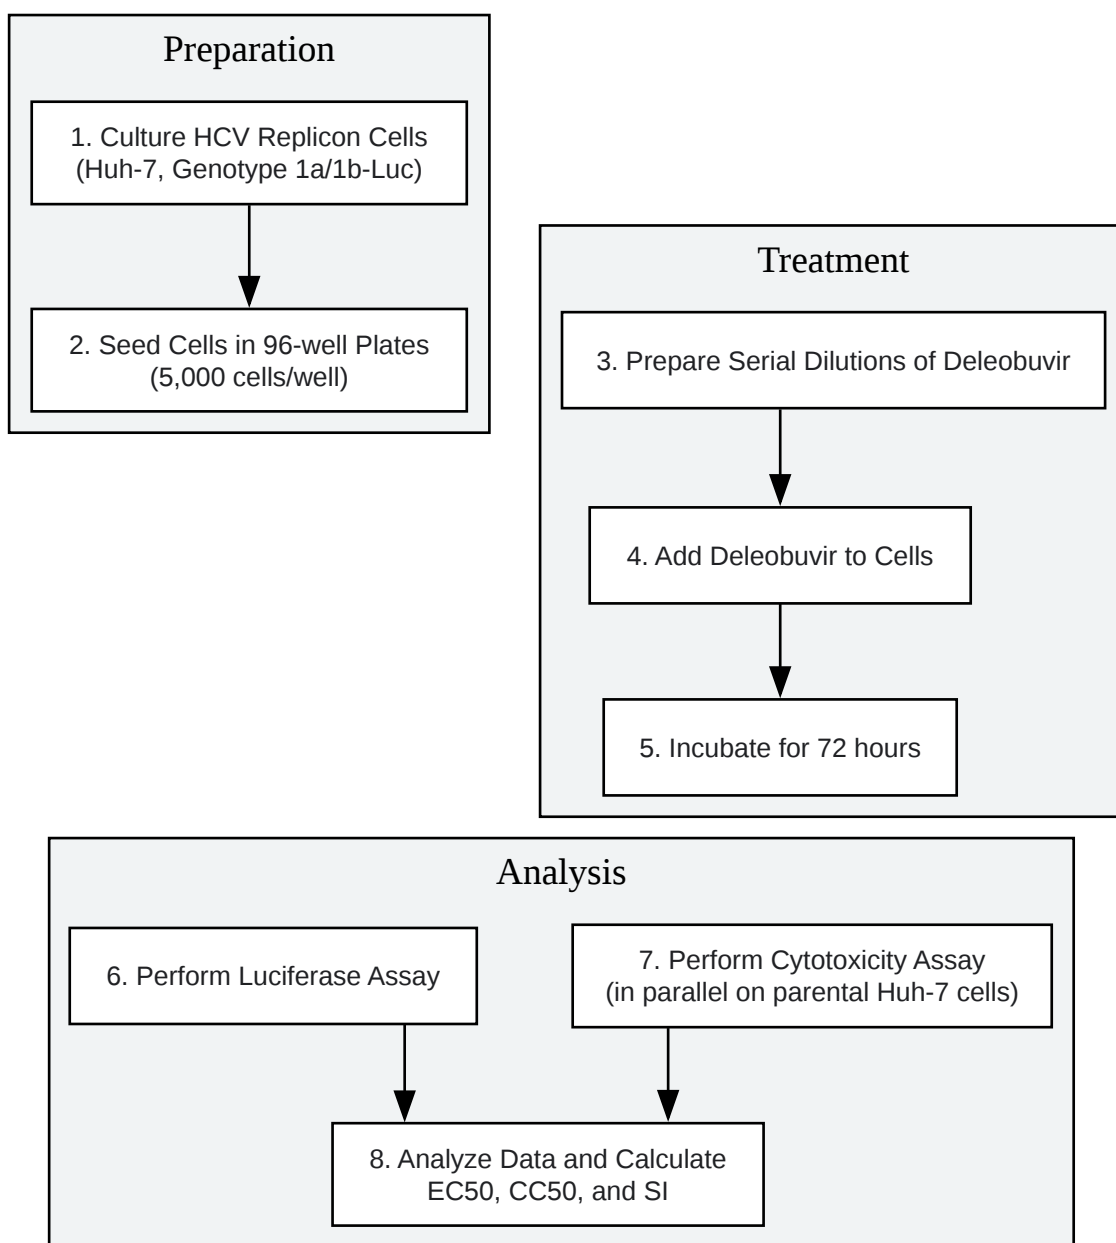 Preparation
1. Culture HCV Replicon Cells
(Huh-7, Genotype 1a/1b-Luc)
2. Seed Cells in 96-well Plates
(5,000 cells/well)
Treatment
3. Prepare Serial Dilutions of Deleobuvir
4. Add Deleobuvir to Cells
5. Incubate for 72 hours
Analysis
6. Perform Luciferase Assay
7. Perform Cytotoxicity Assay
(in parallel on parental Huh-7 cells)
8. Analyze Data and Calculate
EC50, CC50, and SI